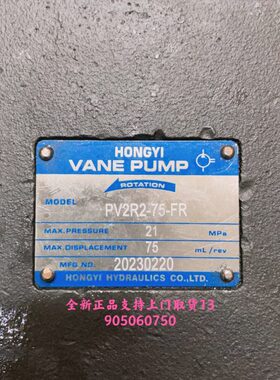 HONGYI
VANE PUMP
ROTATION
MODEL PV2R2-75-FR
MAX.PRESSURE 21 MPa
MAX.DISPLACEMENT 75 mL/rev
MFG NO. 20230220
HONGYI HYDRAULICS CO.,LTD.
全新正品支持上门取货13
905060750